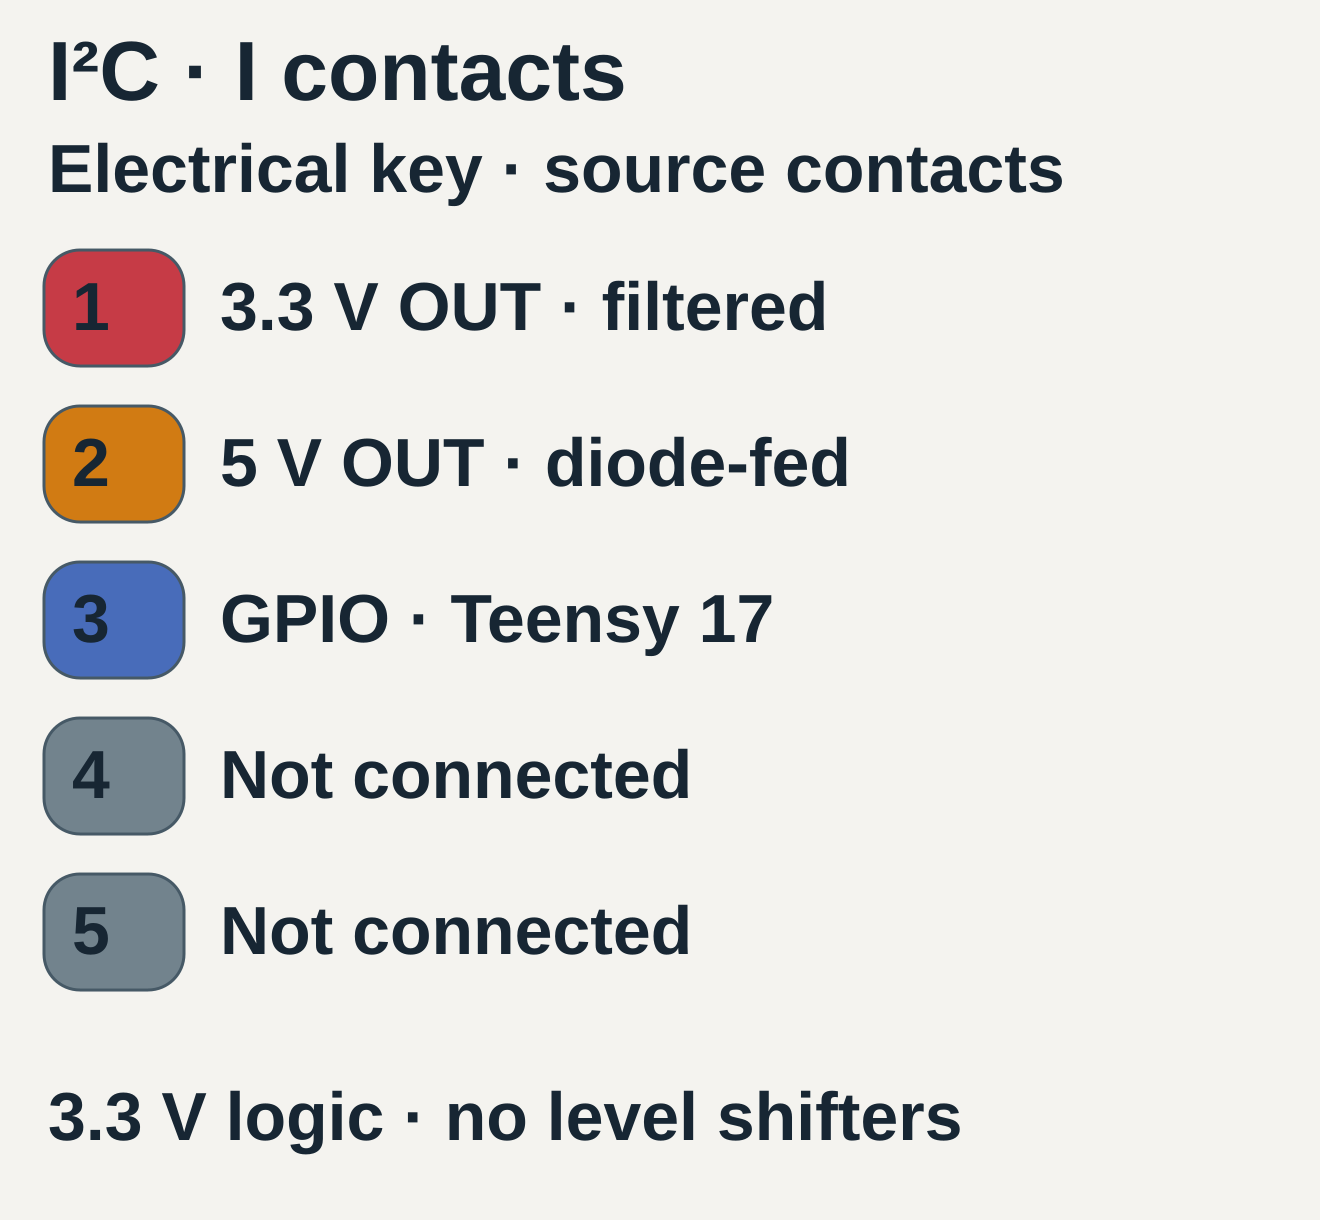 I²C · I contacts
Electrical key · source contacts
1 3.3 V OUT · filtered
2 5 V OUT · diode-fed
3 GPIO · Teensy 17
4 Not connected
5 Not connected
3.3 V logic · no level shifters